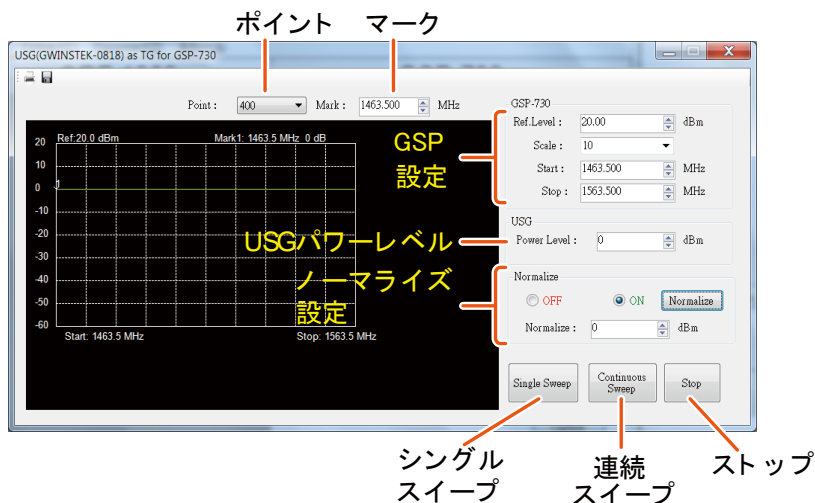 ポイント マーク
USG(GWINSTEK-0818) as TG for GSP-730
Point : 400 Mark : 1463.500 MHz
GSP-730
Ref.Level : 20.00 dBm
Scale : 10
Start : 1463.500 MHz
Stop : 1563.500 MHz
USG
Power Level : 0 dBm
Normalize
OFF ON Normalize
Normalize : 0 dBm
Single Sweep
Continuous
Sweep
Stop
Ref:20.0 dBm Mark1: 1463.5 MHz 0 dB
20
10
0
-10
-20
-30
-40
-50
-60
1
Start: 1463.5 MHz Stop: 1563.5 MHz
GSP
設定
USGパワーレベル
ノーマライズ
設定
シングル
スイープ
連続
スイープ
ストップ